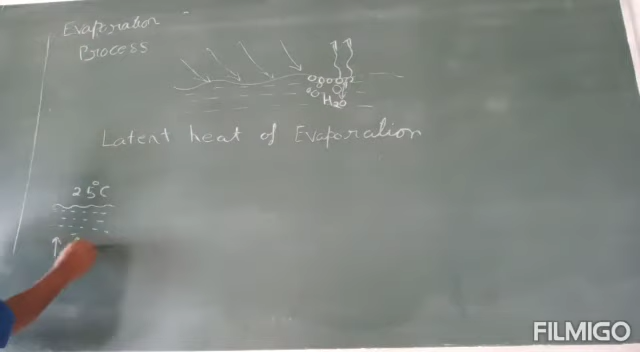 Evaporation
Process
H2O
Latent heat of Evaporation
25°C
FILMIGO